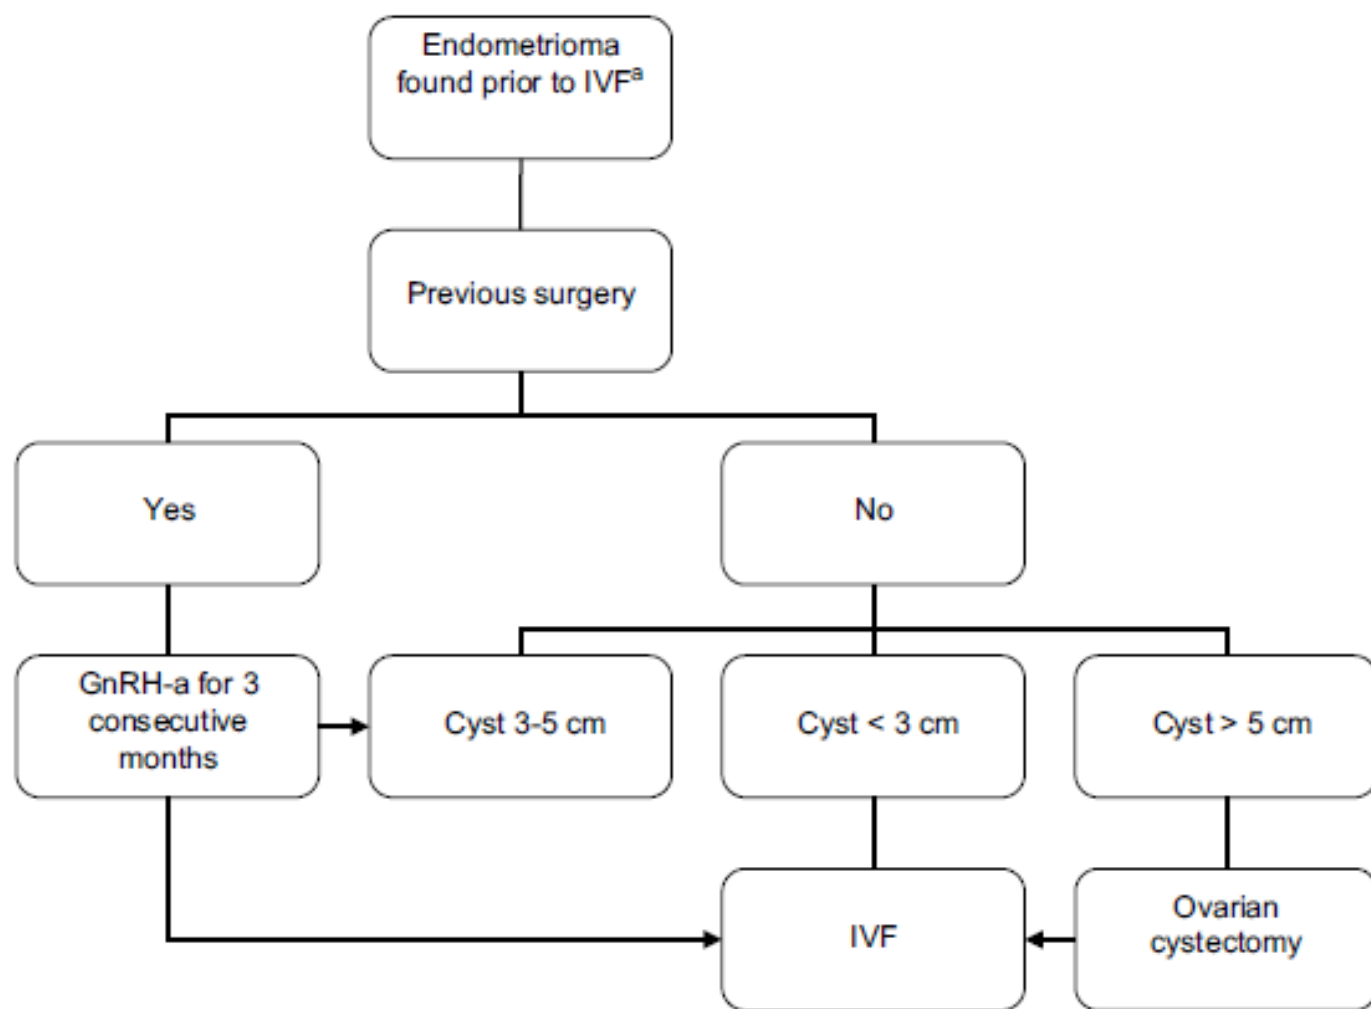 Endometrioma
found prior to IVFᵃ
Previous surgery
Yes
No
GnRH-a for 3
consecutive
months
Cyst 3-5 cm
Cyst < 3 cm
Cyst > 5 cm
IVF
Ovarian
cystectomy